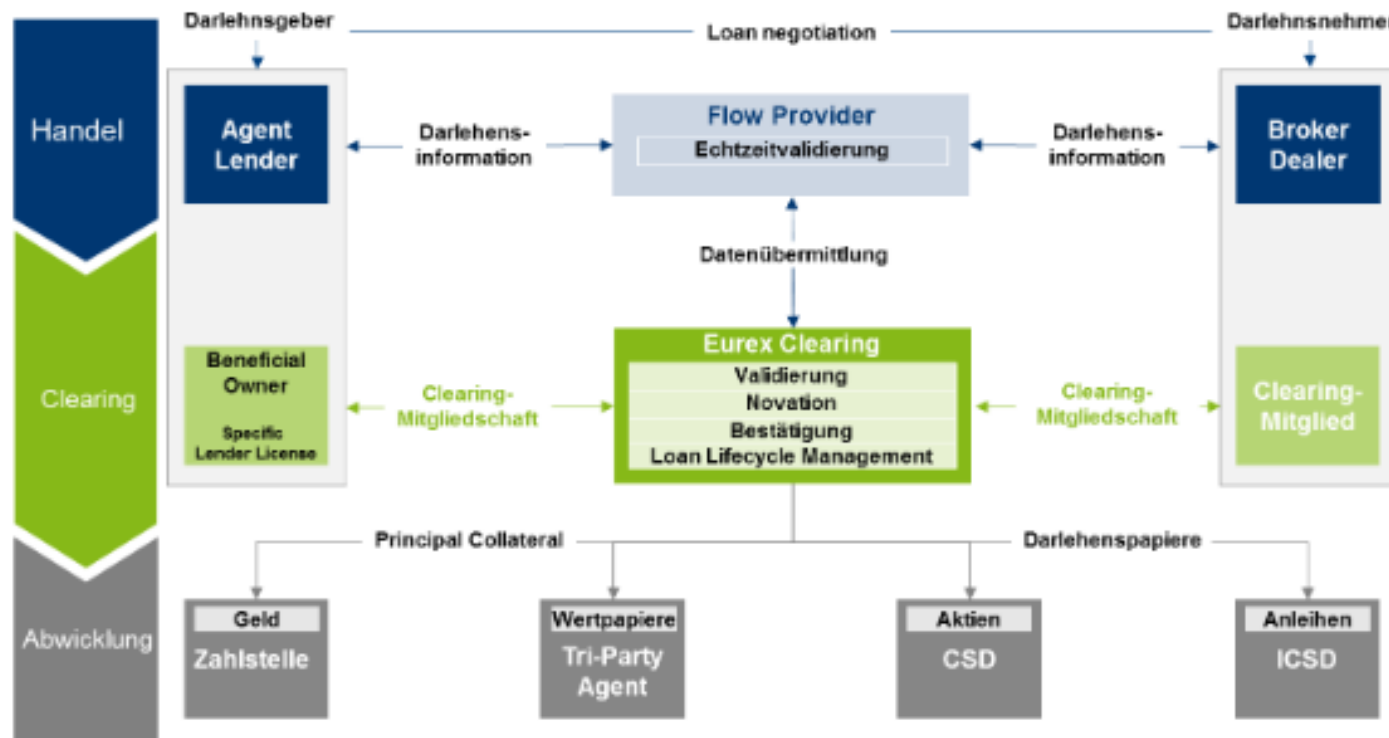 Darlehnsgeber
Loan negotiation
Darlehnsnehmer
Handel
Agent
Lender
Darlehens-
information
Flow Provider
Echtzeitvalidierung
Darlehens-
information
Broker
Dealer
Datenübermittlung
Clearing
Beneficial
Owner
Specific
Lender License
Clearing-
Mitgliedschaft
Eurex Clearing
Validierung
Novation
Bestätigung
Loan Lifecycle Management
Clearing-
Mitgliedschaft
Clearing-
Mitglied
Principal Collateral
Darlehenspapiere
Abwicklung
Geld
Zahlstelle
Wertpapiere
Tri-Party
Agent
Aktien
CSD
Anleihen
ICSD